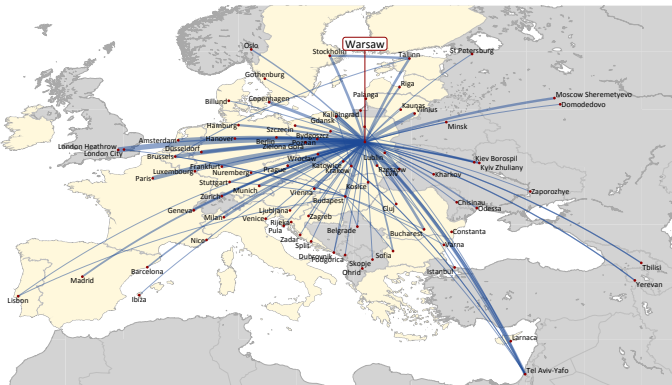 Oslo
Stockholm
Warsaw
Tallinn
St Petersburg
Gothenburg
Riga
Billund
Copenhagen
Palanga
Kaunas
Vilnius
Moscow Sheremetyevo
Domodedovo
Kaliningrad
Gdansk
Hamburg
Szczecin
Minsk
Amsterdam
Hanover
Berlin
Bydgoszcz
Poznan
Zielona Gora
London Heathrow
London City
Düsseldorf
Brussels
Wroclaw
Lublin
Kiev Borospil
Kyiv Zhuliany
Luxembourg
Frankfurt
Nuremberg
Prague
Katowice
Krakow
Rzeszow
Lviv
Kharkov
Paris
Stuttgart
Munich
Vienna
Kosice
Zaporozhye
Zurich
Budapest
Cluj
Chisinau
Odessa
Geneva
Milan
Ljubljana
Venice
Rijeka
Zagreb
Pula
Belgrade
Bucharest
Constanta
Nice
Zadar
Split
Varna
Dubrovnik
Podgorica
Sofia
Skopje
Ohrid
Istanbul
Tbilisi
Yerevan
Barcelona
Madrid
Lisbon
Ibiza
Larnaca
Tel Aviv-Yafo